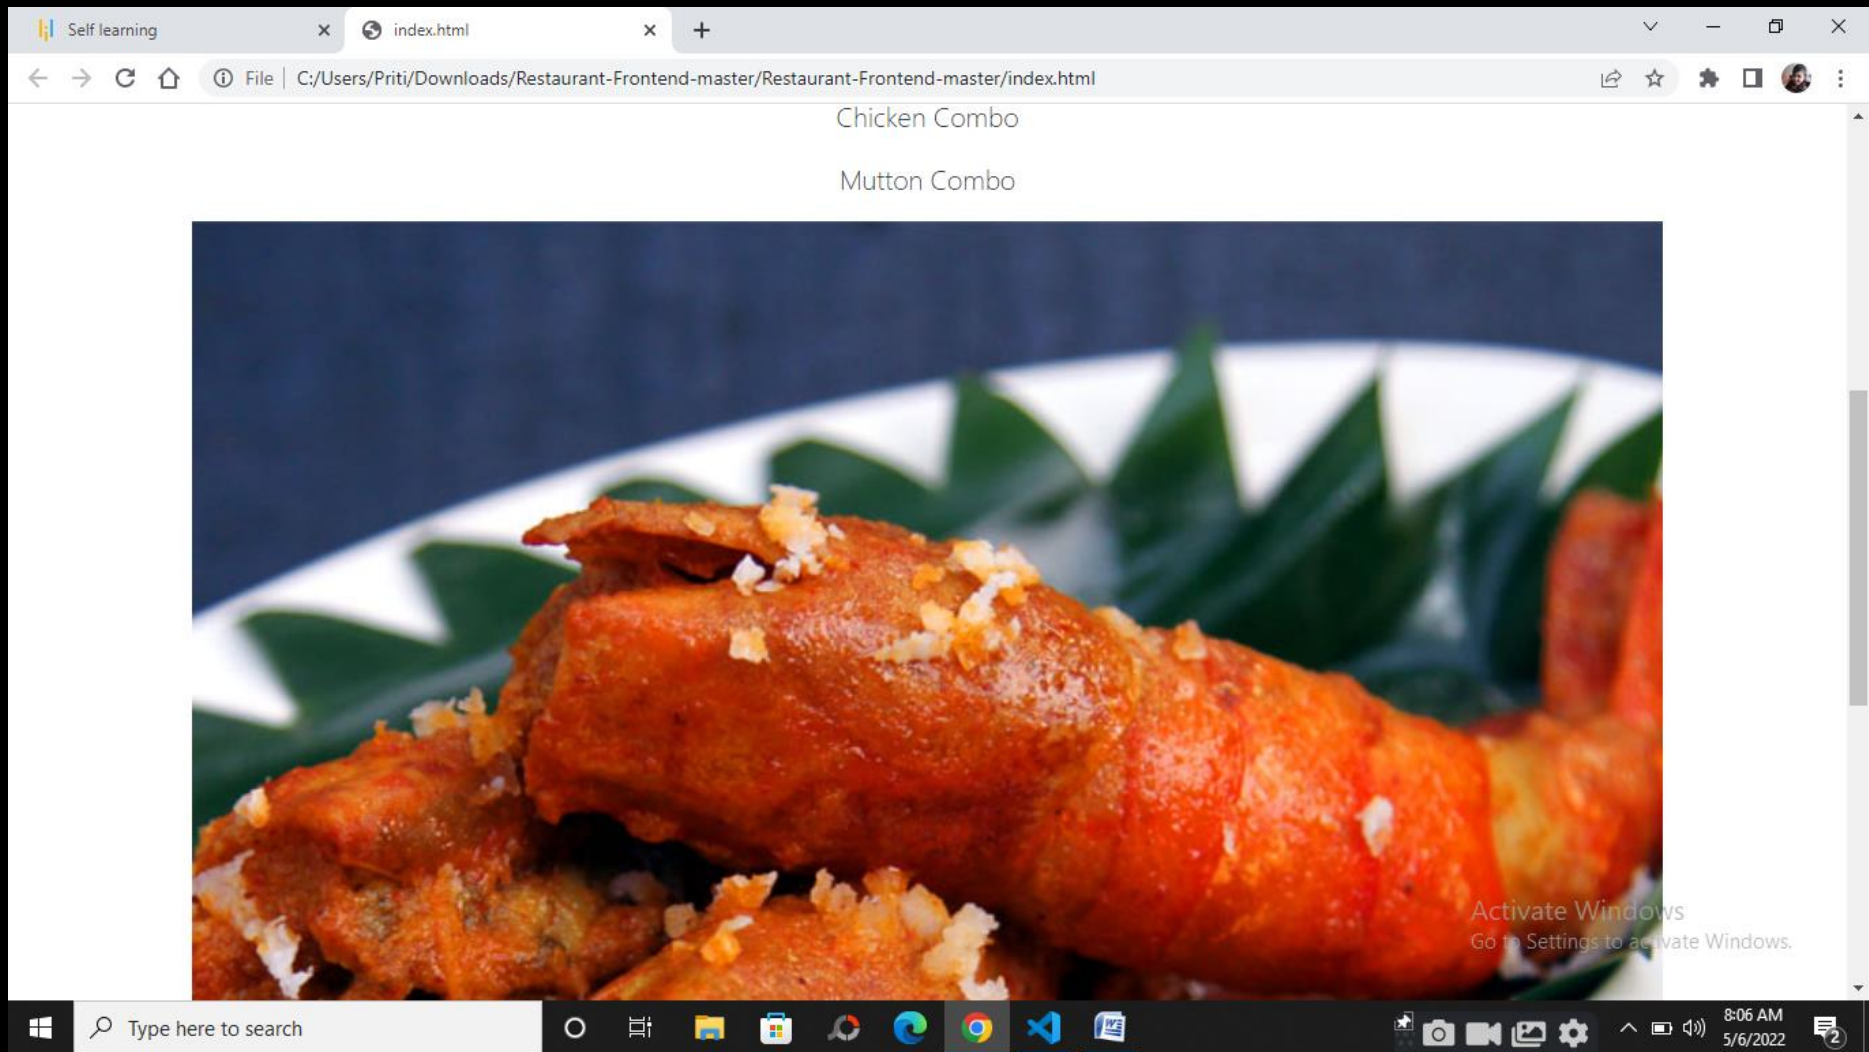 Self learning
index.html
File
C:/Users/Priti/Downloads/Restaurant-Frontend-master/Restaurant-Frontend-master/index.html
Chicken Combo
Mutton Combo
Activate Windows
Go to Settings to activate Windows.
Type here to search
8:06 AM
5/6/2022
2